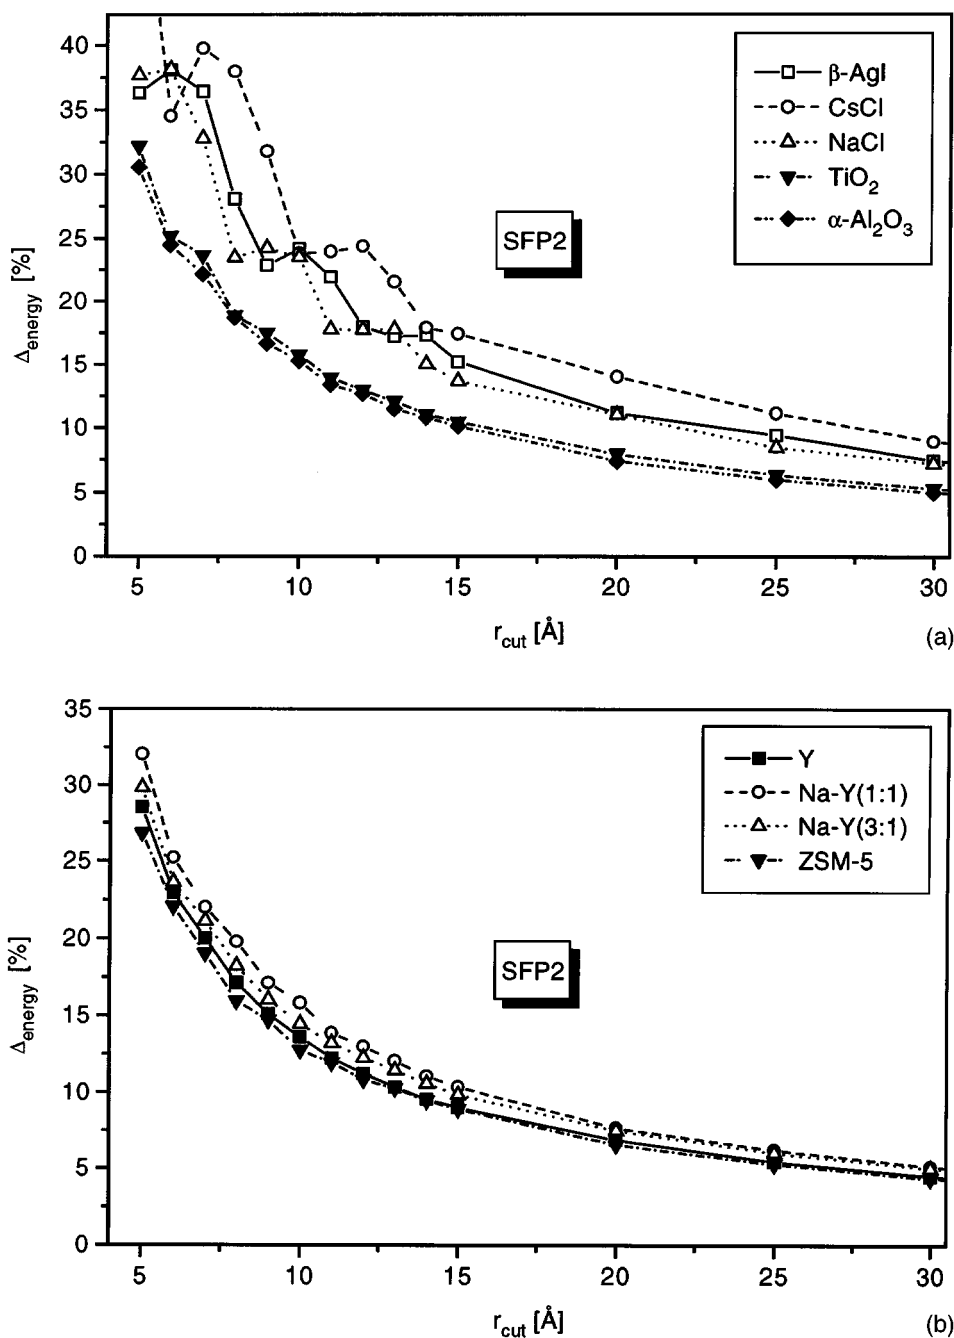 40
35
30
25
20
15
10
5
0
Δenergy [%]
β-AgI
CsCl
NaCl
TiO2
α-Al2O3
SFP2
5 10 15 20 25 30
rcut [Å]
(a)
35
30
25
20
15
10
5
0
Δenergy [%]
Y
Na-Y(1:1)
Na-Y(3:1)
ZSM-5
SFP2
5 10 15 20 25 30
rcut [Å]
(b)